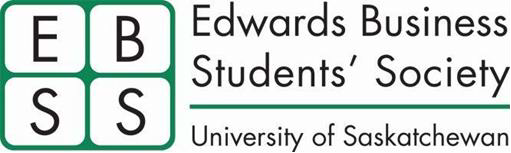 E B
S S
Edwards Business
Students' Society
University of Saskatchewan